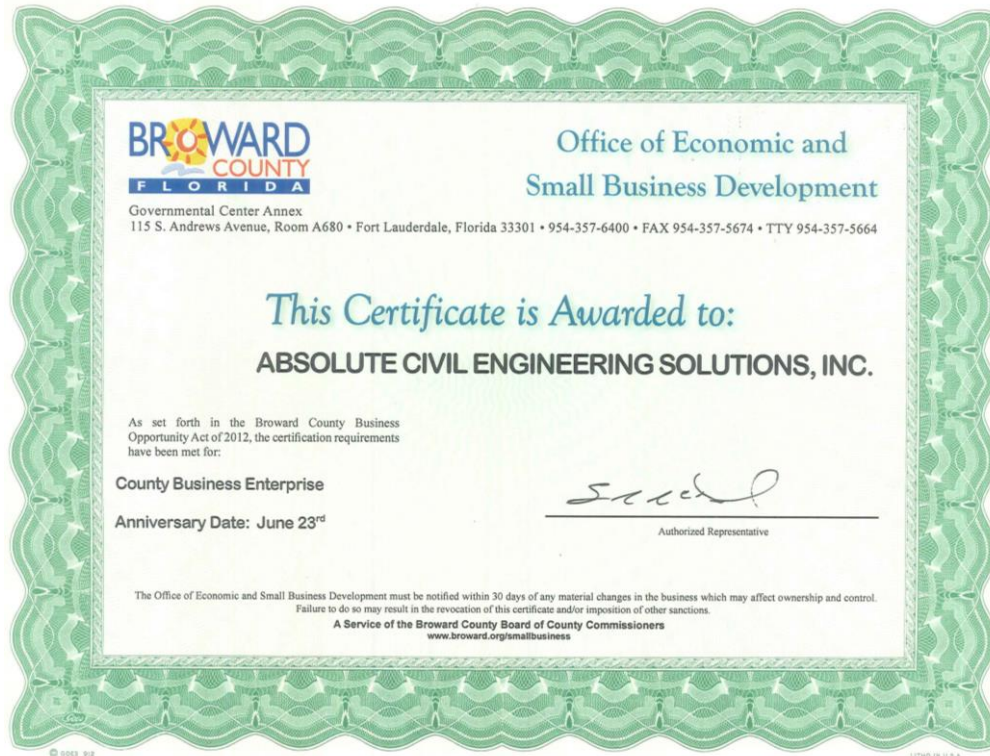 BROWARD
COUNTY
FLORIDA
Office of Economic and
Small Business Development
Governmental Center Annex
115 S. Andrews Avenue, Room A680 • Fort Lauderdale, Florida 33301 • 954-357-6400 • FAX 954-357-5674 • TTY 954-357-5664
This Certificate is Awarded to:
ABSOLUTE CIVIL ENGINEERING SOLUTIONS, INC.
As set forth in the Broward County Business
Opportunity Act of 2012, the certification requirements
have been met for:
County Business Enterprise
Anniversary Date: June 23rd
Authorized Representative
The Office of Economic and Small Business Development must be notified within 30 days of any material changes in the business which may affect ownership and control.
Failure to do so may result in the revocation of this certificate and/or imposition of other sanctions.
A Service of the Broward County Board of County Commissioners
www.broward.org/smallbusiness
© GOES 912
LITHO IN U.S.A.